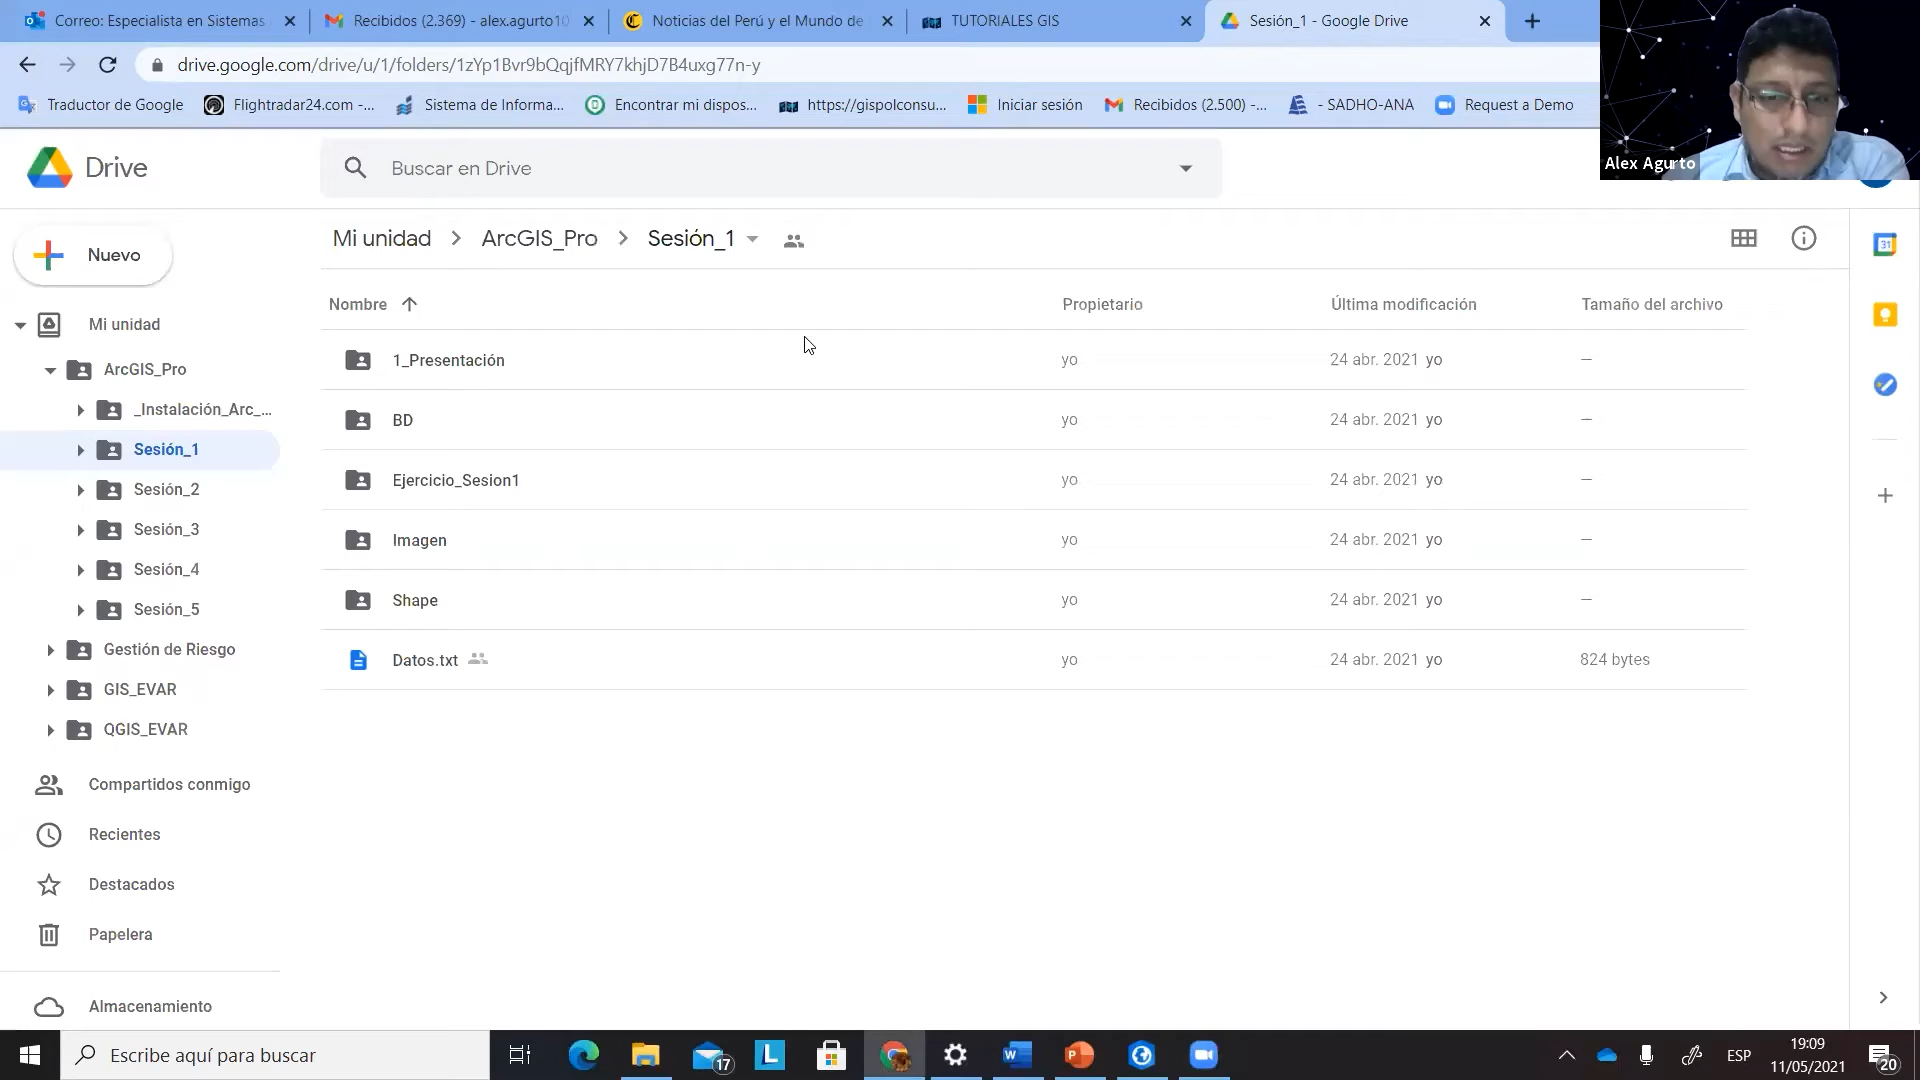 Correo: Especialista en Sistemas
Recibidos (2.369) - alex.agurto10
Noticias del Perú y el Mundo de
TUTORIALES GIS
Sesión_1 - Google Drive
drive.google.com/drive/u/1/folders/1zYp1Bvr9bQqjfMRY7khjD7B4uxg77n-y
Traductor de Google
Flightradar24.com -...
Sistema de Informa...
Encontrar mi dispos...
https://gispolconsu...
Iniciar sesión
Recibidos (2.500) -...
- SADHO-ANA
Request a Demo
Alex Agurto
Drive
Buscar en Drive
Nuevo
Mi unidad
ArcGIS_Pro
Sesión_1
Nombre
Propietario
Última modificación
Tamaño del archivo
1_Presentación yo 24 abr. 2021 yo —
BD yo 24 abr. 2021 yo —
Ejercicio_Sesion1 yo 24 abr. 2021 yo —
Imagen yo 24 abr. 2021 yo —
Shape yo 24 abr. 2021 yo —
Datos.txt yo 24 abr. 2021 yo 824 bytes
Mi unidad
ArcGIS_Pro
_Instalación_Arc_...
Sesión_1
Sesión_2
Sesión_3
Sesión_4
Sesión_5
Gestión de Riesgo
GIS_EVAR
QGIS_EVAR
Compartidos conmigo
Recientes
Destacados
Papelera
Almacenamiento
31
Escribe aquí para buscar
17
L
W
P
ESP
19:09
11/05/2021
20